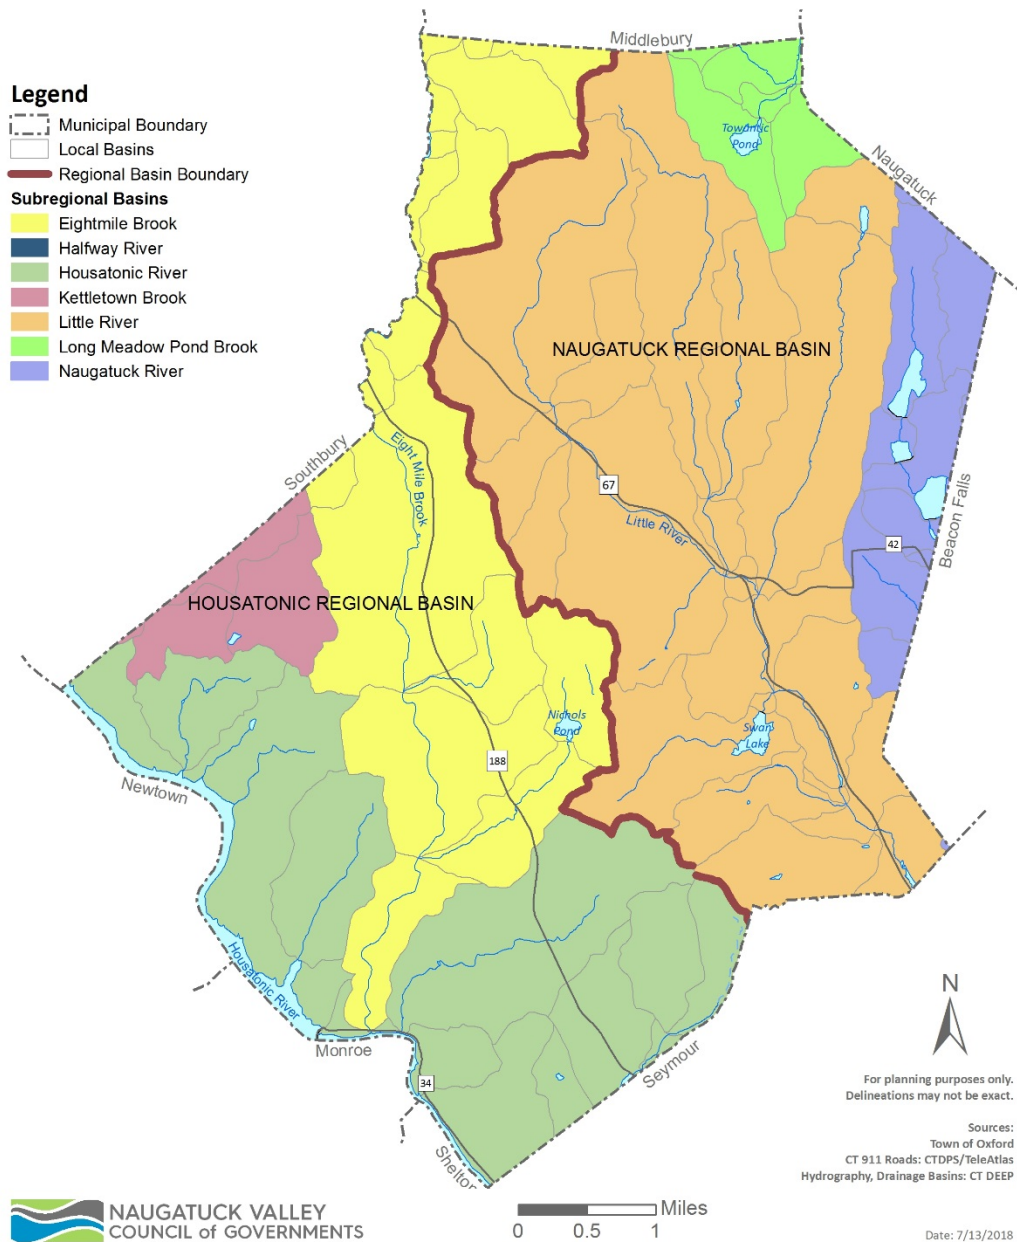 Middlebury
Legend
Municipal Boundary
Local Basins
Regional Basin Boundary
Subregional Basins
Eightmile Brook
Halfway River
Housatonic River
Kettletown Brook
Little River
Long Meadow Pond Brook
Naugatuck River
Towantic
Pond
Naugatuck
NAUGATUCK REGIONAL BASIN
Southbury
Eight Mile Brook
67
Little River
42
Beacon Falls
HOUSATONIC REGIONAL BASIN
Nichols
Pond
Swan
Lake
188
Newtown
Housatonic River
Monroe
34
Seymour
Shelton
N
For planning purposes only.
Delineations may not be exact.
Sources:
Town of Oxford
CT 911 Roads: CTDPS/TeleAtlas
Hydrography, Drainage Basins: CT DEEP
NAUGATUCK VALLEY
COUNCIL of GOVERNMENTS
Miles
0 0.5 1
Date: 7/13/2018